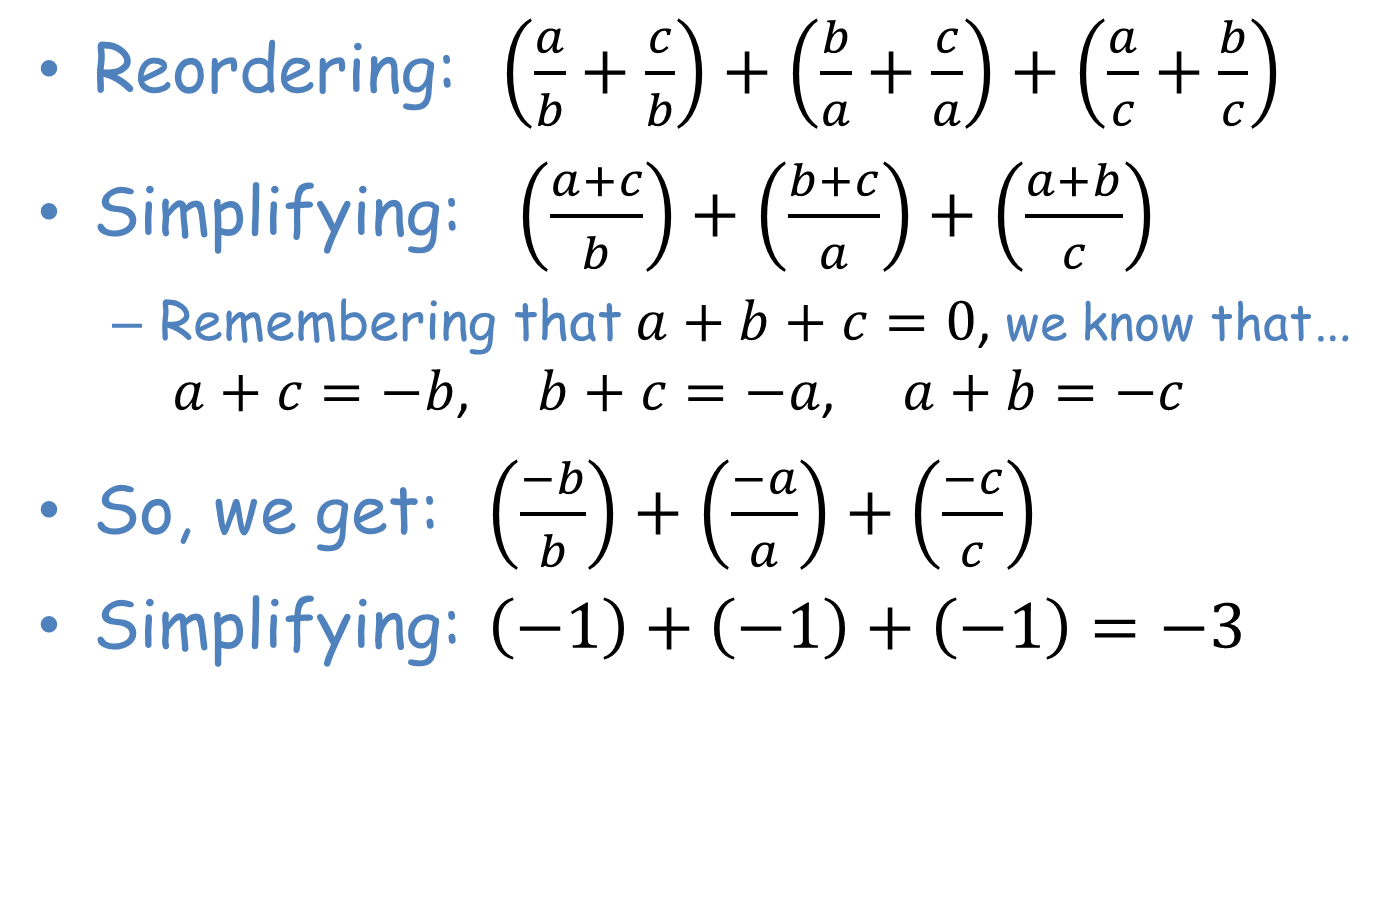 • Reordering: (a/b + c/b) + (b/a + c/a) + (a/c + b/c)
• Simplifying: (a+c/b) + (b+c/a) + (a+b/c)
– Remembering that a + b + c = 0, we know that...
a + c = −b, b + c = −a, a + b = −c
• So, we get: (−b/b) + (−a/a) + (−c/c)
• Simplifying: (−1) + (−1) + (−1) = −3